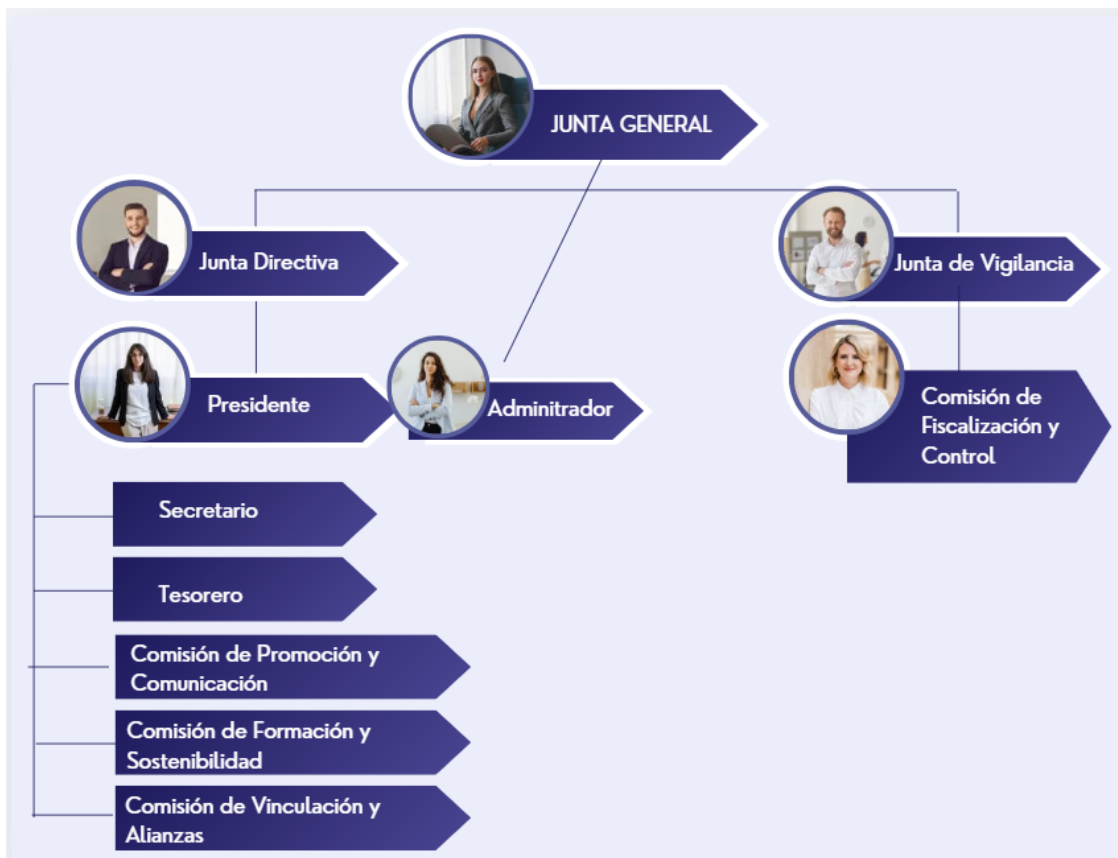 JUNTA GENERAL
Junta Directiva
Junta de Vigilancia
Presidente
Adminitrador
Comisión de
Fiscalización y
Control
Secretario
Tesorero
Comisión de Promoción y
Comunicación
Comisión de Formación y
Sostenibilidad
Comisión de Vinculación y
Alianzas